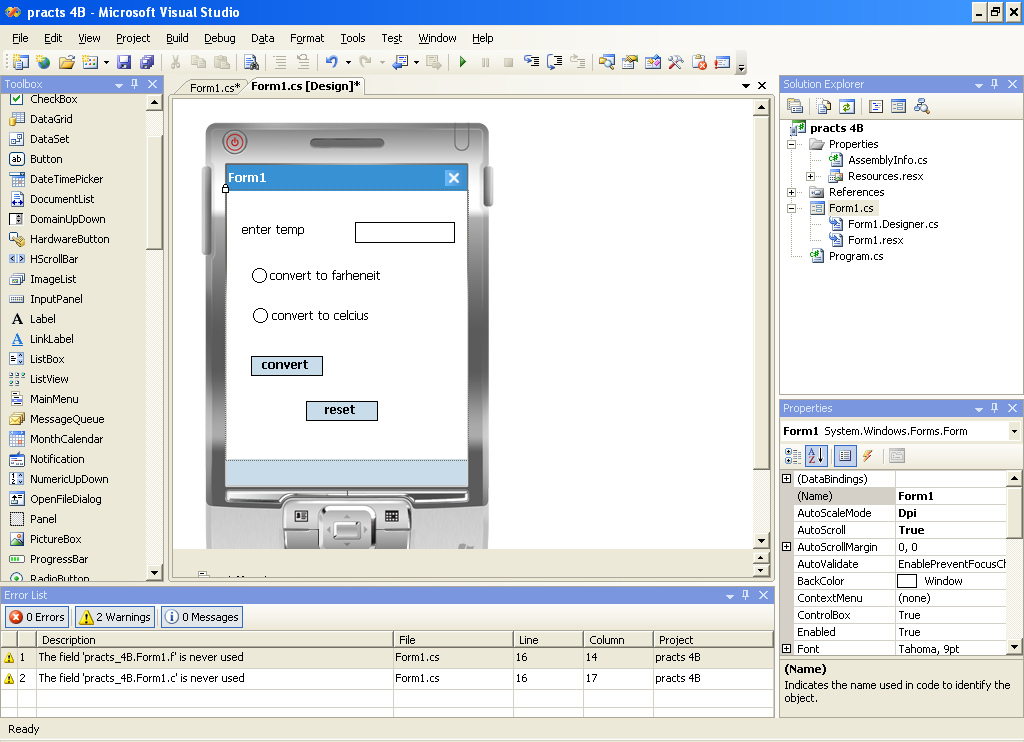 practs 4B - Microsoft Visual Studio
File Edit View Project Build Debug Data Format Tools Test Window Help
Toolbox
CheckBox
DataGrid
DataSet
Button
DateTimePicker
DocumentList
DomainUpDown
HardwareButton
HScrollBar
ImageList
InputPanel
Label
LinkLabel
ListBox
ListView
MainMenu
MessageQueue
MonthCalendar
Notification
NumericUpDown
OpenFileDialog
Panel
PictureBox
ProgressBar
RadioButton
Form1.cs* Form1.cs [Design]*
Form1
enter temp
convert to farheneit
convert to celcius
convert
reset
Solution Explorer
practs 4B
Properties
AssemblyInfo.cs
Resources.resx
References
Form1.cs
Form1.Designer.cs
Form1.resx
Program.cs
Properties
Form1 System.Windows.Forms.Form
(DataBindings)
(Name) Form1
AutoScaleMode Dpi
AutoScroll True
AutoScrollMargin 0, 0
AutoValidate EnablePreventFocusCh
BackColor Window
ContextMenu (none)
ControlBox True
Enabled True
Font Tahoma, 9pt
(Name)
Indicates the name used in code to identify the
object.
Error List
0 Errors 2 Warnings 0 Messages
Description File Line Column Project
1 The field 'practs_4B.Form1.f' is never used Form1.cs 16 14 practs 4B
2 The field 'practs_4B.Form1.c' is never used Form1.cs 16 17 practs 4B
Ready